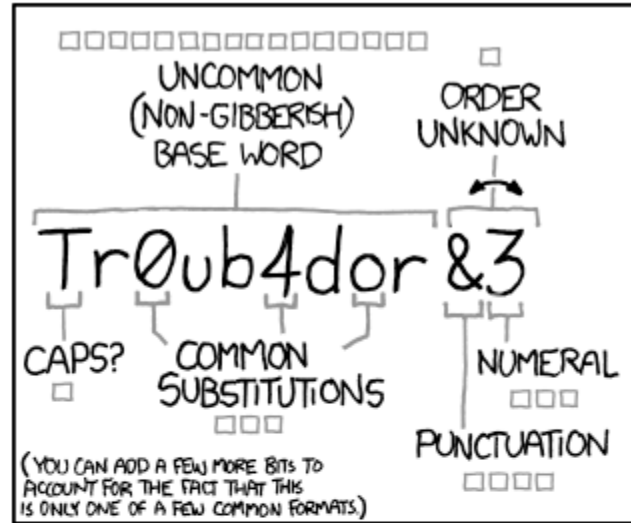 UNCOMMON
(NON-GIBBERISH)
BASE WORD
ORDER
UNKNOWN
Tr0ub4dor &3
CAPS?
COMMON
SUBSTITUTIONS
NUMERAL
PUNCTUATION
(YOU CAN ADD A FEW MORE BITS TO
ACCOUNT FOR THE FACT THAT THIS
IS ONLY ONE OF A FEW COMMON FORMATS.)